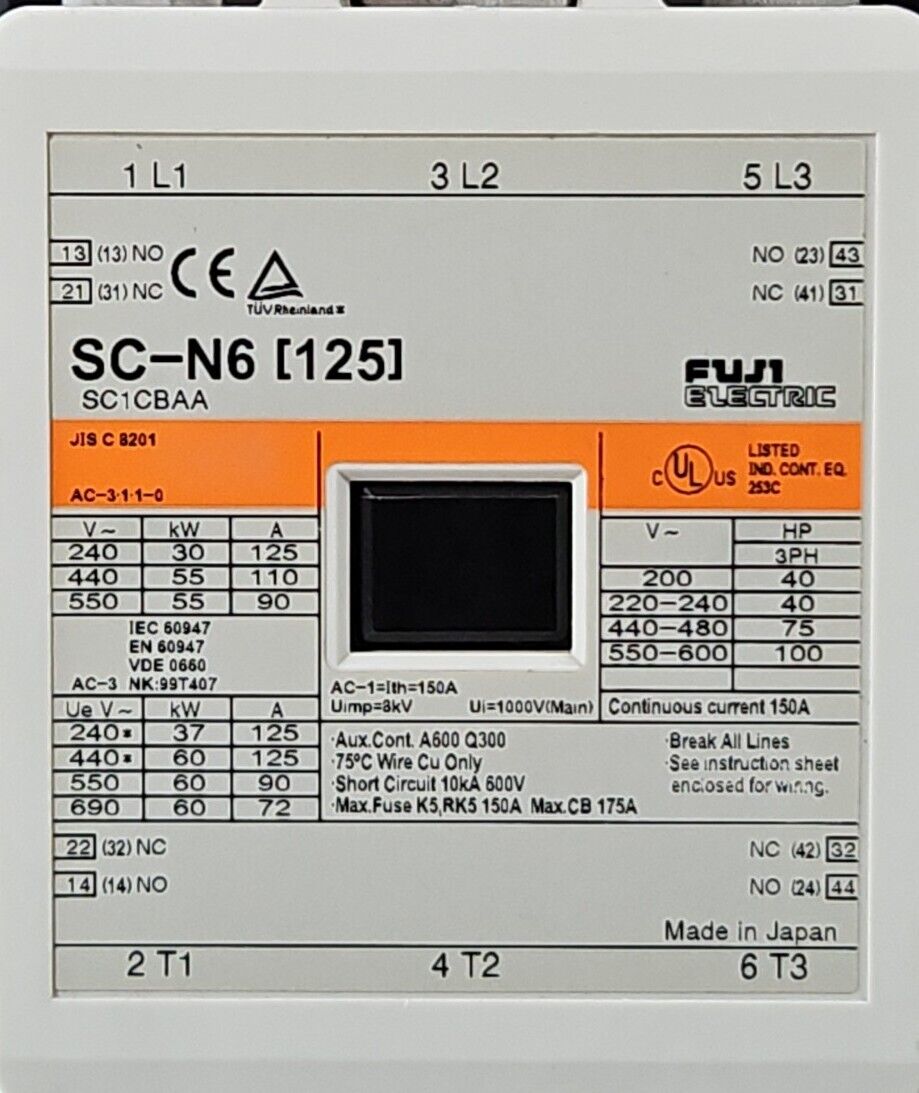 1 L1 3 L2 5 L3
13 (13) NO NO (23) 43
21 (31) NC NC (41) 31
CE
TÜVRheinland
SC-N6 [125]
SC1CBAA
FUJI
ELECTRIC
JIS C 8201
AC-3·1·1-0
C UL US
LISTED
IND. CONT. EQ.
253C
V~ kW A
240 30 125
440 55 110
550 55 90
IEC 60947
EN 60947
VDE 0660
AC-3 NK:99T407
Ue V~ kW A
240* 37 125
440* 60 125
550 60 90
690 60 72
AC-1=Ith=150A
Uimp=8kV Ui=1000V(Main)
V~ HP
3PH
200 40
220-240 40
440-480 75
550-600 100
Continuous current 150A
·Aux.Cont. A600 Q300
·75°C Wire Cu Only
·Short Circuit 10kA 600V
·Max.Fuse K5,RK5 150A Max.CB 175A
·Break All Lines
·See instruction sheet
enclosed for wiring.
22 (32) NC NC (42) 32
14 (14) NO NO (24) 44
Made in Japan
2 T1 4 T2 6 T3